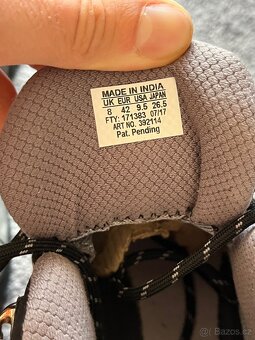 MADE IN INDIA
UK EUR USA JAPAN
8 42 9.5 26.5
FTY: 171383 07/17
ART NO. 392114
Pat. Pending
© sbazar.cz